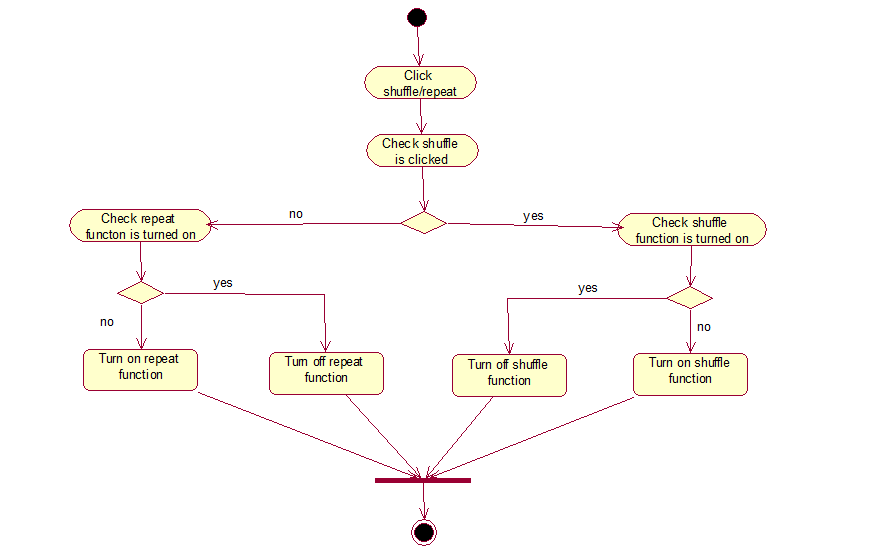 Click
shuffle/repeat
Check shuffle
is clicked
no
yes
Check repeat
functon is turned on
Check shuffle
function is turned on
yes
yes
no
no
Turn on repeat
function
Turn off repeat
function
Turn off shuffle
function
Turn on shuffle
function